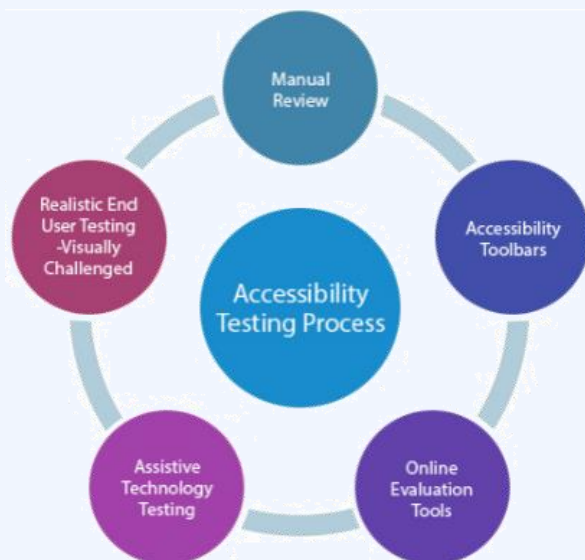 Manual
Review
Accessibility
Toolbars
Online
Evaluation
Tools
Assistive
Technology
Testing
Realistic End
User Testing
-Visually
Challenged
Accessibility
Testing Process